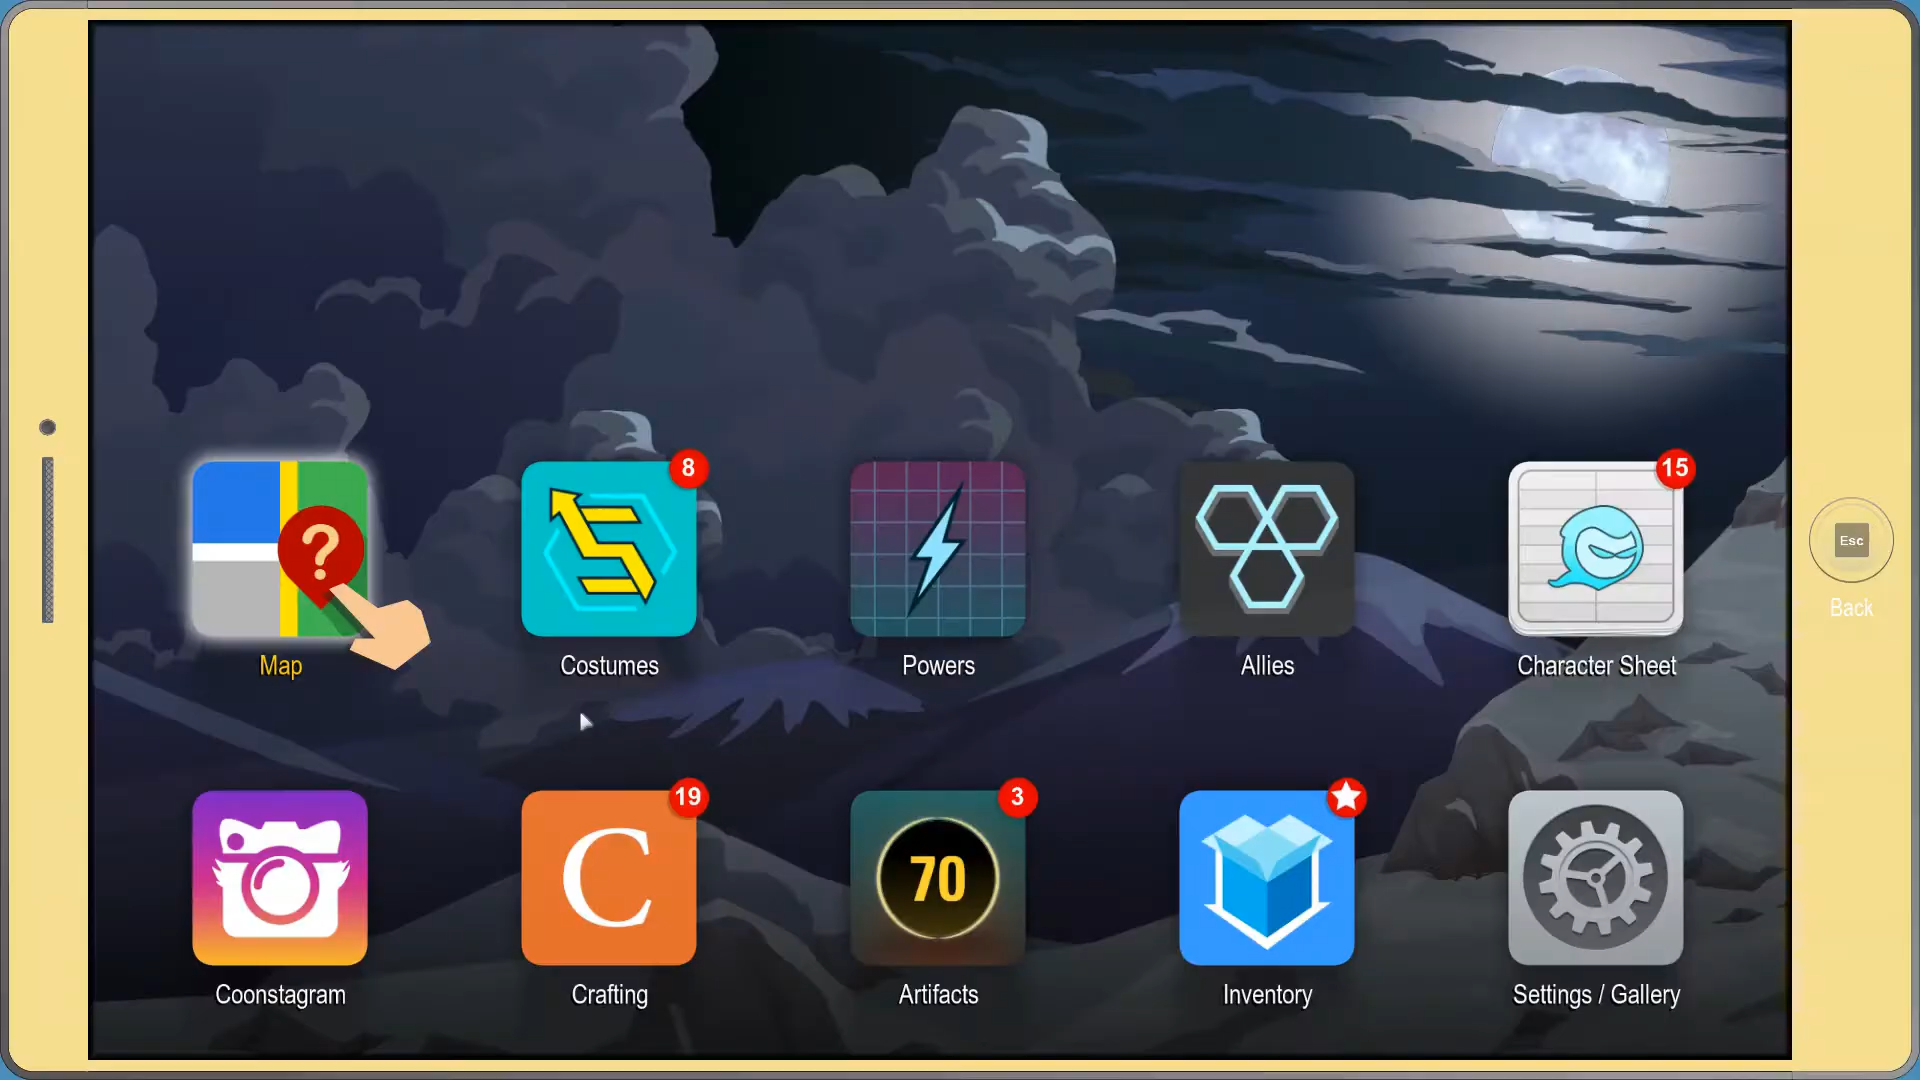 8
15
?
Esc
Map
Costumes
Powers
Allies
Character Sheet
Back
19
3
C
70
Coonstagram
Crafting
Artifacts
Inventory
Settings / Gallery